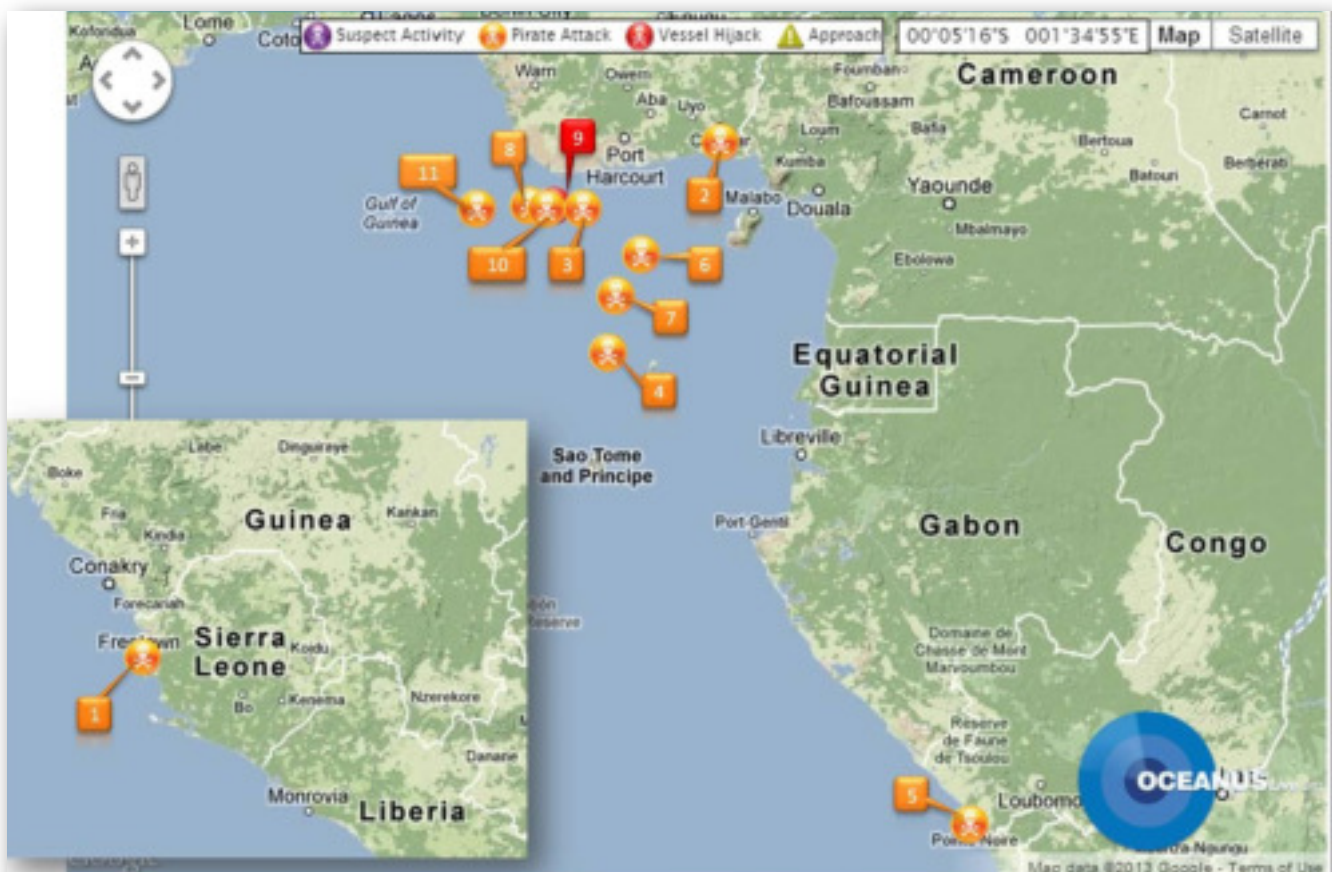 Kofondua
Lome
Suspect Activity
Pirate Attack
Vessel Hijack
Approach
00°05'16"S 001°34'55"E
Map
Satellite
Cameroon
Foumban
Bafoussam
Carnot
Warri
Owerri
Aba
Uyo
Loum
Bafia
Bertoua
Berberati
Batouri
Kumba
Port
Harcourt
Malabo
Douala
Yaounde
Mbalmayo
Ebolowa
Gulf of
Guinea
8
9
11
2
10
3
6
7
4
Equatorial
Guinea
Libreville
Sao Tome
and Principe
Port-Gentil
Gabon
Congo
Labe
Dinguiraye
Boke
Fria
Kindia
Guinea
Kankan
Conakry
Forecariah
Freetown
Sierra
Leone
Koidu
Bo
Kenema
Nzerekore
Danane
1
Monrovia
Liberia
Domaine de
Chasse de Mont
Marvoumbou
Reserve
de Faune
de Tsoulou
5
Loubomo
Pointe Noire
OCEANUS
Google
Map data ©2013 Google - Terms of Use